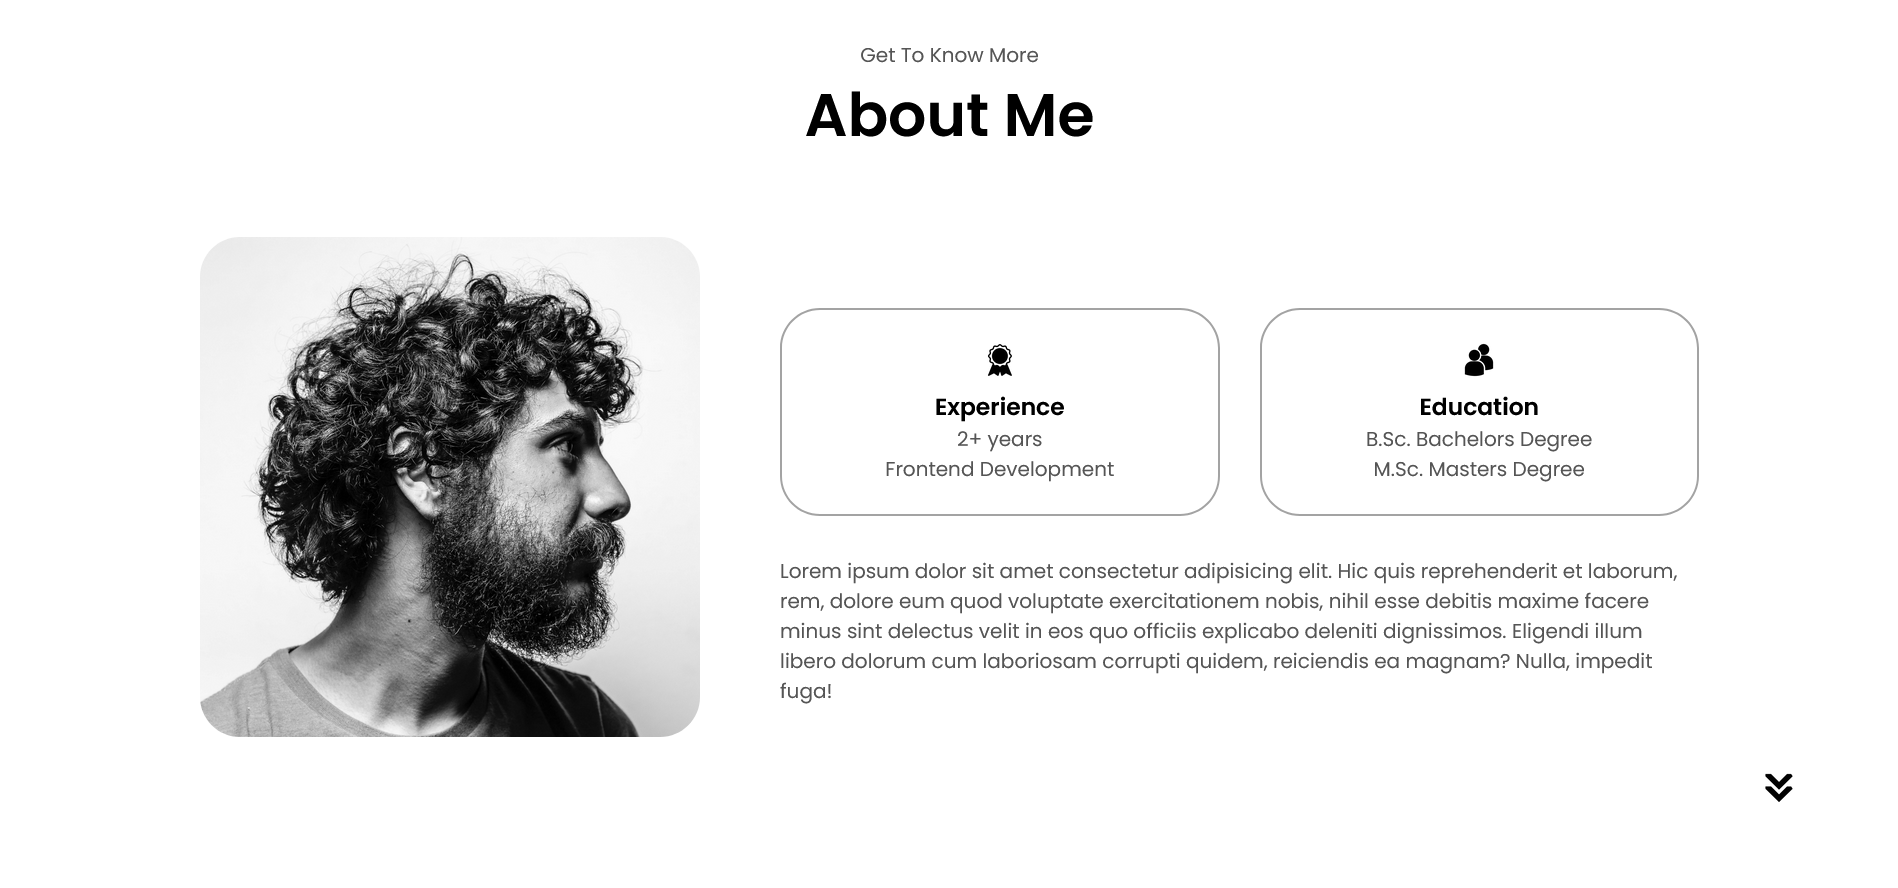 Get To Know More
About Me
Experience
2+ years
Frontend Development
Education
B.Sc. Bachelors Degree
M.Sc. Masters Degree
Lorem ipsum dolor sit amet consectetur adipisicing elit. Hic quis reprehenderit et laborum,
rem, dolore eum quod voluptate exercitationem nobis, nihil esse debitis maxime facere
minus sint delectus velit in eos quo officiis explicabo deleniti dignissimos. Eligendi illum
libero dolorum cum laboriosam corrupti quidem, reiciendis ea magnam? Nulla, impedit
fuga!